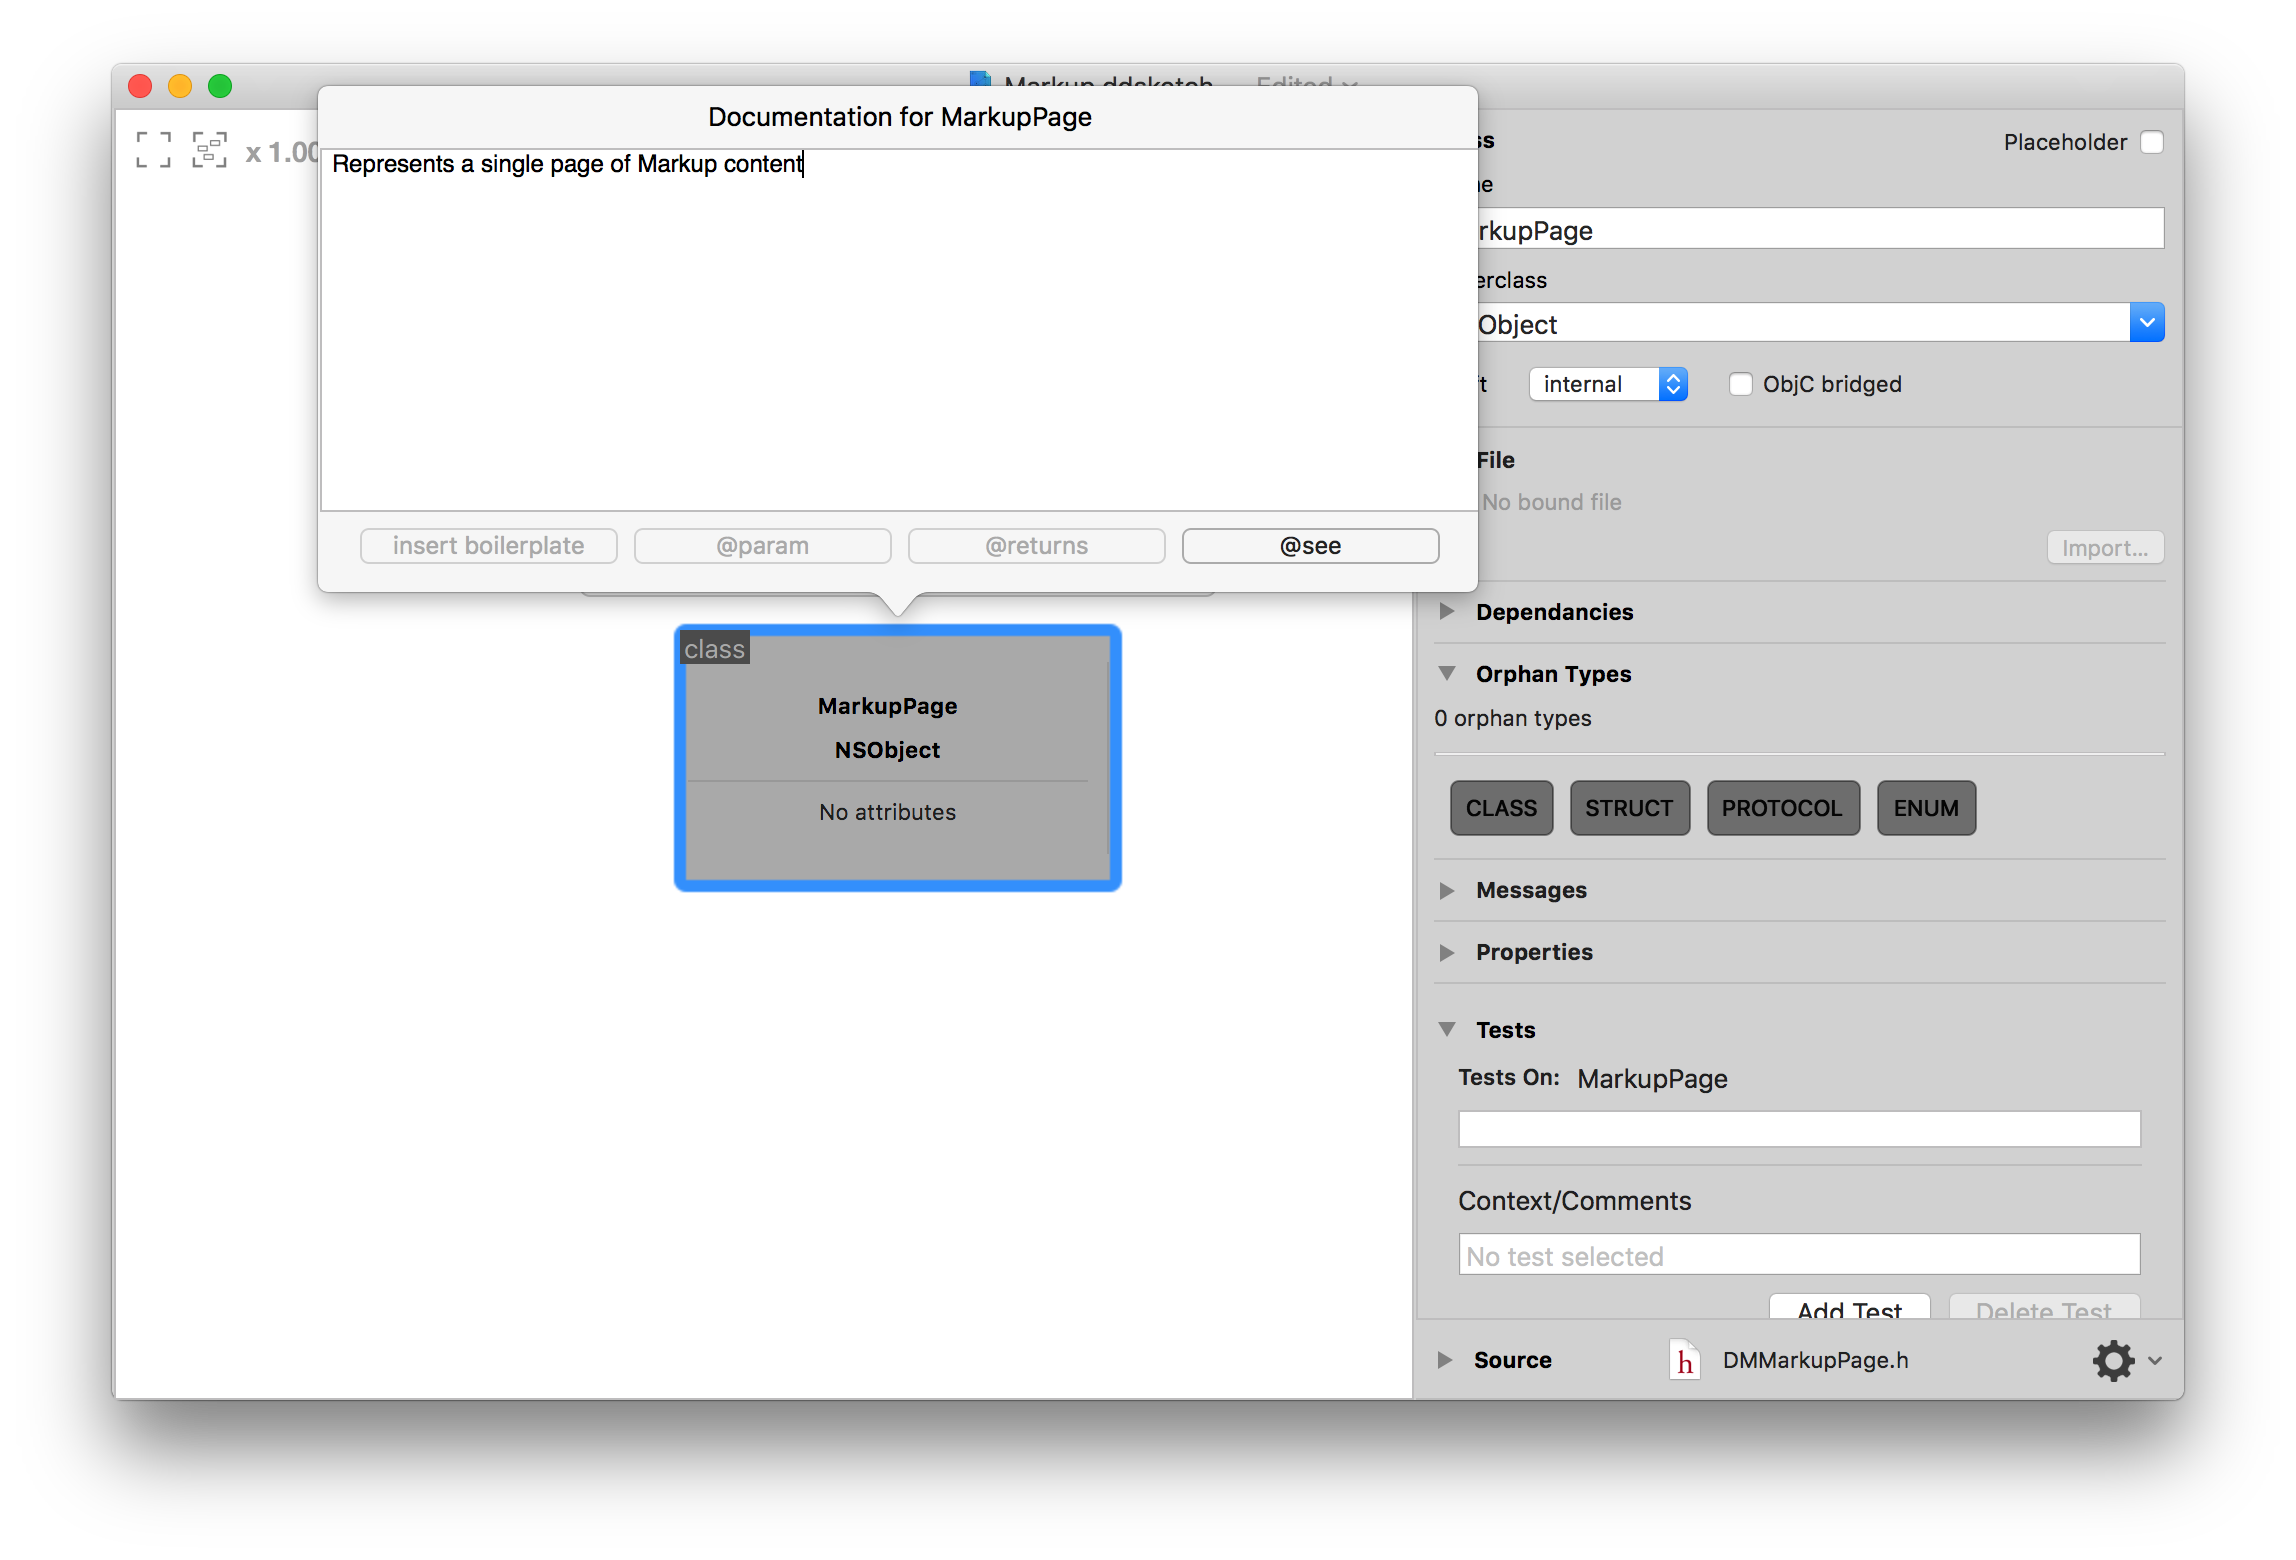 Markup.ddsketch — Edited
Documentation for MarkupPage
Represents a single page of Markup content
insert boilerplate
@param
@returns
@see
x 1.00
class
MarkupPage
NSObject
No attributes
ss
Placeholder
ne
rkupPage
erclass
Object
t
internal
ObjC bridged
File
No bound file
Import...
Dependancies
Orphan Types
0 orphan types
CLASS
STRUCT
PROTOCOL
ENUM
Messages
Properties
Tests
Tests On: MarkupPage
Context/Comments
No test selected
Add Test
Delete Test
Source
h
DMMarkupPage.h